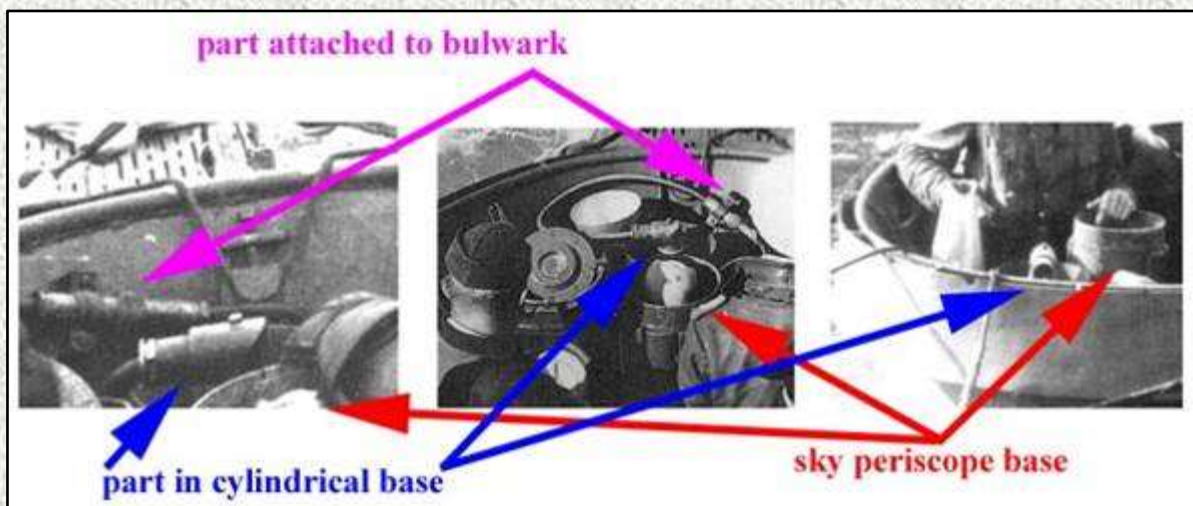 part attached to bulwark
part in cylindrical base
sky periscope base